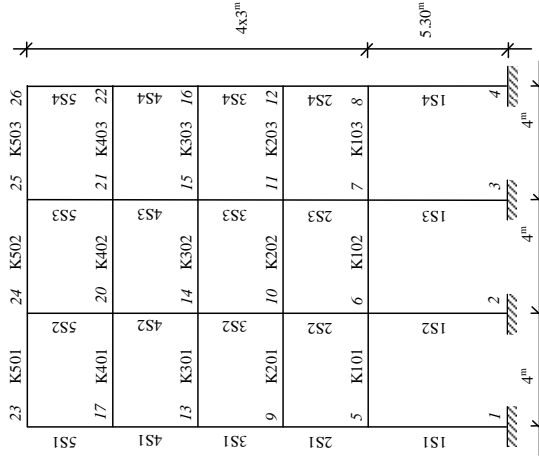 23 K501 24 K502 25 K503 26
5S1 5S2 5S3 5S4
4x3ᵐ
17 K401 20 K402 21 K403 22
4S1 4S2 4S3 4S4
13 K301 14 K302 15 K303 16
3S1 3S2 3S3 3S4
9 K201 10 K202 11 K203 12
2S1 2S2 2S3 2S4
5 K101 6 K102 7 K103 8
1S1 1S2 1S3 1S4
5.30ᵐ
1 2 3 4
4ᵐ 4ᵐ 4ᵐ